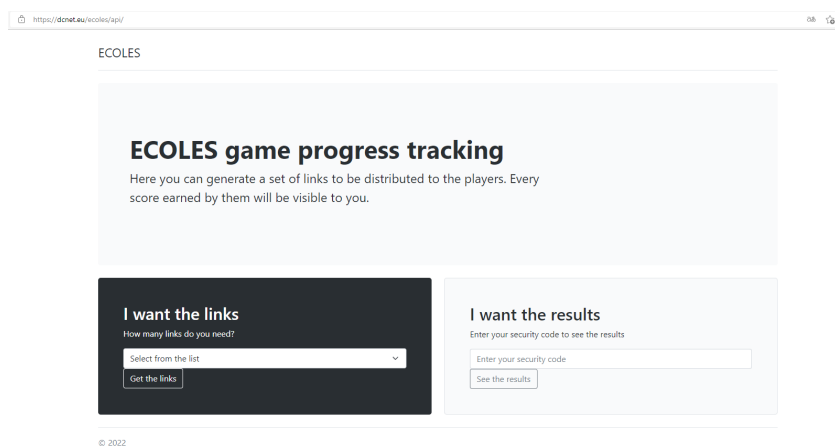 https://dcnet.eu/ecoles/api/
ECOLES
ECOLES game progress tracking
Here you can generate a set of links to be distributed to the players. Every
score earned by them will be visible to you.
I want the links
How many links do you need?
Select from the list
Get the links
I want the results
Enter your security code to see the results
Enter your security code
See the results
© 2022